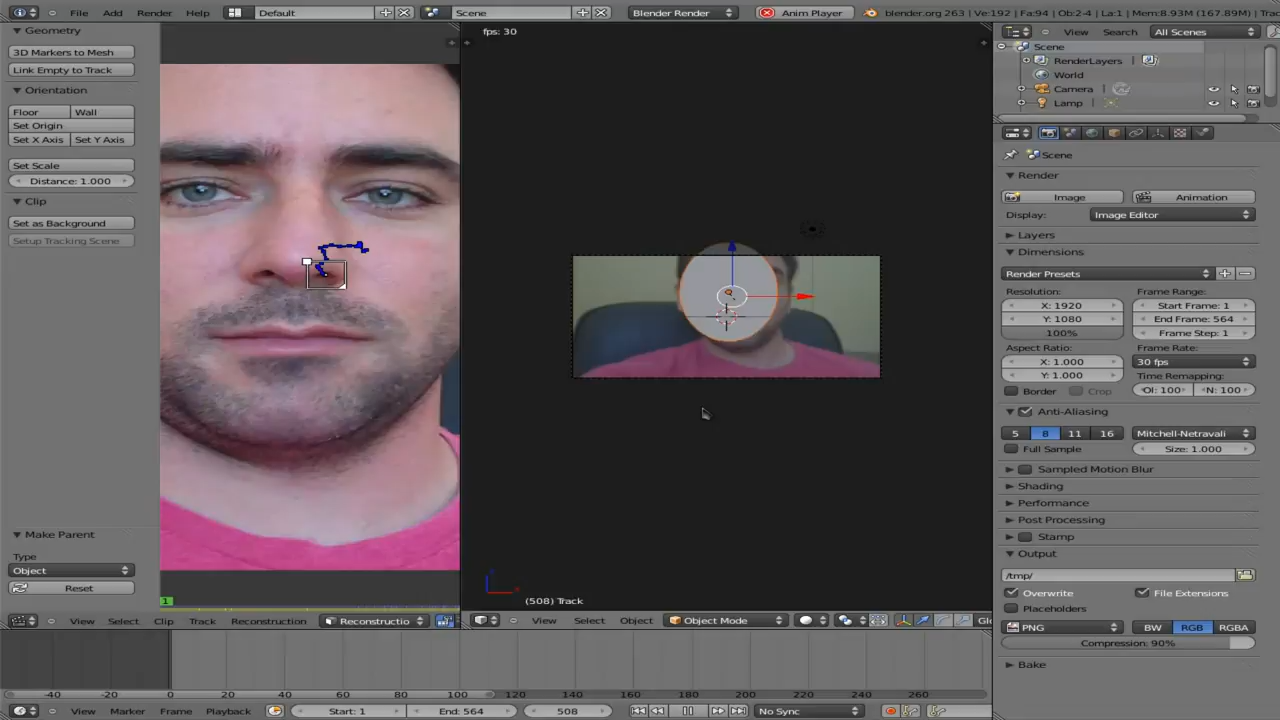 File Add Render Help Default Scene Blender Render Anim Player blender.org 263 | Ve:192 | Fa:94 | Ob:2-4 | La:1 | Mem:8.93M (167.89M) | Trac
Geometry
3D Markers to Mesh
Link Empty to Track
Orientation
Floor Wall
Set Origin
Set X Axis Set Y Axis
Set Scale
Distance: 1.000
Clip
Set as Background
Setup Tracking Scene
Make Parent
Type
Object
Reset
1
View Select Clip Track Reconstruction Reconstructio
fps: 30
(508) Track
View Select Object Object Mode
View Search All Scenes
Scene
RenderLayers
World
Camera
Lamp
Scene
Render
Image Animation
Display: Image Editor
Layers
Dimensions
Render Presets
Resolution: Frame Range:
X: 1920 Start Frame: 1
Y: 1080 End Frame: 564
100% Frame Step: 1
Aspect Ratio: Frame Rate:
X: 1.000 30 fps
Y: 1.000 Time Remapping:
Border Crop Ol: 100 N: 100
Anti-Aliasing
5 8 11 16 Mitchell-Netravali
Full Sample Size: 1.000
Sampled Motion Blur
Shading
Performance
Post Processing
Stamp
Output
/tmp/
Overwrite File Extensions
Placeholders
PNG BW RGB RGBA
Compression: 90%
Bake
-40 -20 0 20 40 60 80 100 120 140 160 180 200 220 240 260
View Marker Frame Playback Start: 1 End: 564 508 No Sync